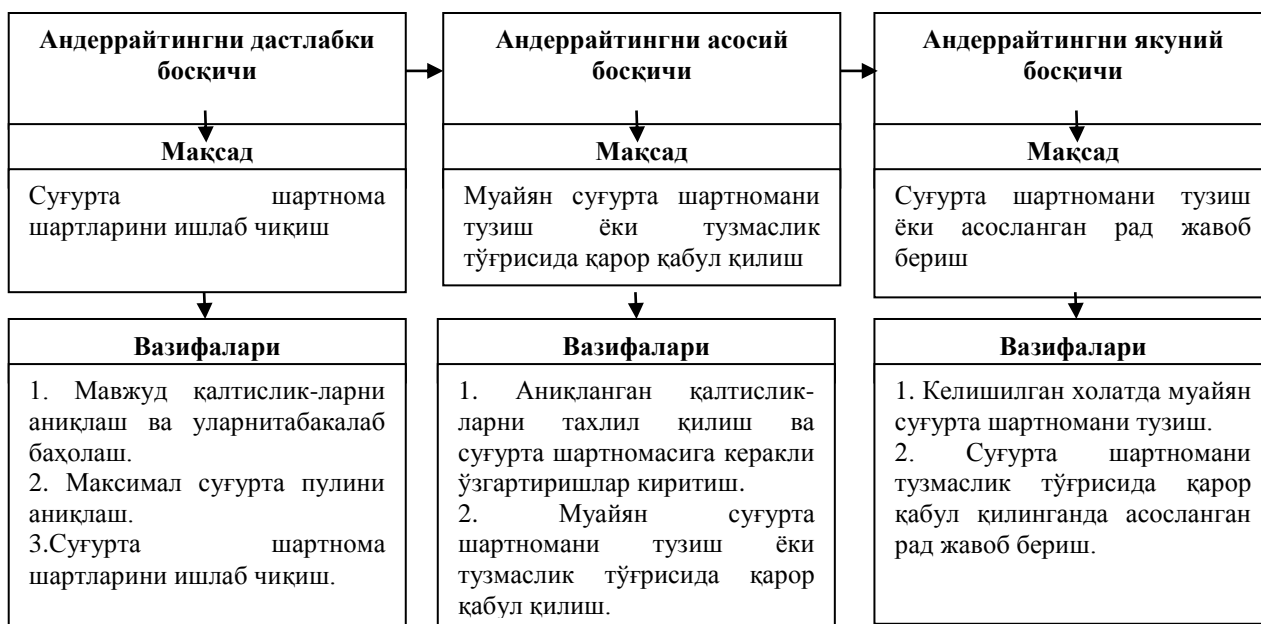 Андеррайтингни дастлабки
босқичи
Мақсад
Суғурта шартнома
шартларини ишлаб чиқиш
Вазифалари
1. Мавжуд қалтислик-ларни
аниқлаш ва уларнитабакалаб
баҳолаш.
2. Максимал суғурта пулини
аниқлаш.
3.Суғурта шартнома
шартларини ишлаб чиқиш.
Андеррайтингни асосий
босқичи
Мақсад
Муайян суғурта шартномани
тузиш ёки тузмаслик
тўғрисида қарор қабул қилиш
Вазифалари
1. Аниқланган қалтислик-
ларни тахлил қилиш ва
суғурта шартномасига керакли
ўзгартиришлар киритиш.
2. Муайян суғурта
шартномани тузиш ёки
тузмаслик тўғрисида қарор
қабул қилиш.
Андеррайтингни якуний
босқичи
Мақсад
Суғурта шартномани тузиш
ёки асосланган рад жавоб
бериш
Вазифалари
1. Келишилган холатда муайян
суғурта шартномани тузиш.
2. Суғурта шартномани
тузмаслик тўғрисида қарор
қабул қилинганда асосланган
рад жавоб бериш.